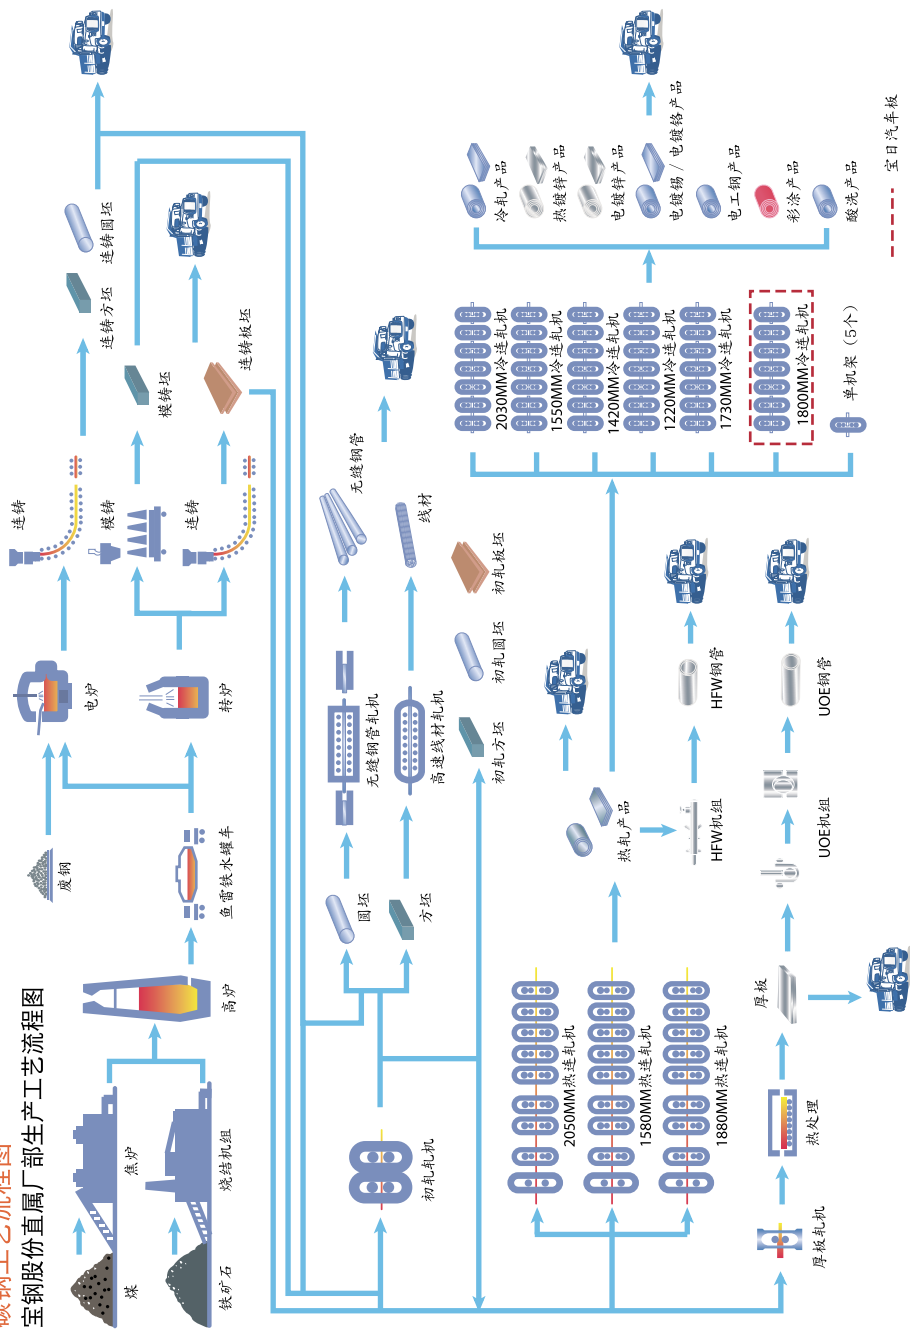 碳钢工艺流程图
宝钢股份直属厂部生产工艺流程图
煤
焦炉
铁矿石
烧结机组
高炉
鱼雷铁水罐车
废钢
电炉
转炉
连铸
模铸
连铸
连铸方坯
连铸圆坯
模铸坯
连铸板坯
初轧轧机
圆坯
方坯
无缝钢管轧机
高速线材轧机
无缝钢管
线材
初轧方坯
初轧圆坯
初轧板坯
2050MM热连轧机
1580MM热连轧机
1880MM热连轧机
热轧产品
HFW机组
HFW钢管
厚板轧机
热处理
厚板
UOE机组
UOE钢管
2030MM冷连轧机
1550MM冷连轧机
1420MM冷连轧机
1220MM冷连轧机
1730MM冷连轧机
1800MM冷连轧机
单机架（5个）
冷轧产品
热镀锌产品
电镀锌产品
电镀锡 / 电镀铬产品
电工钢产品
彩涂产品
酸洗产品
宝日汽车板